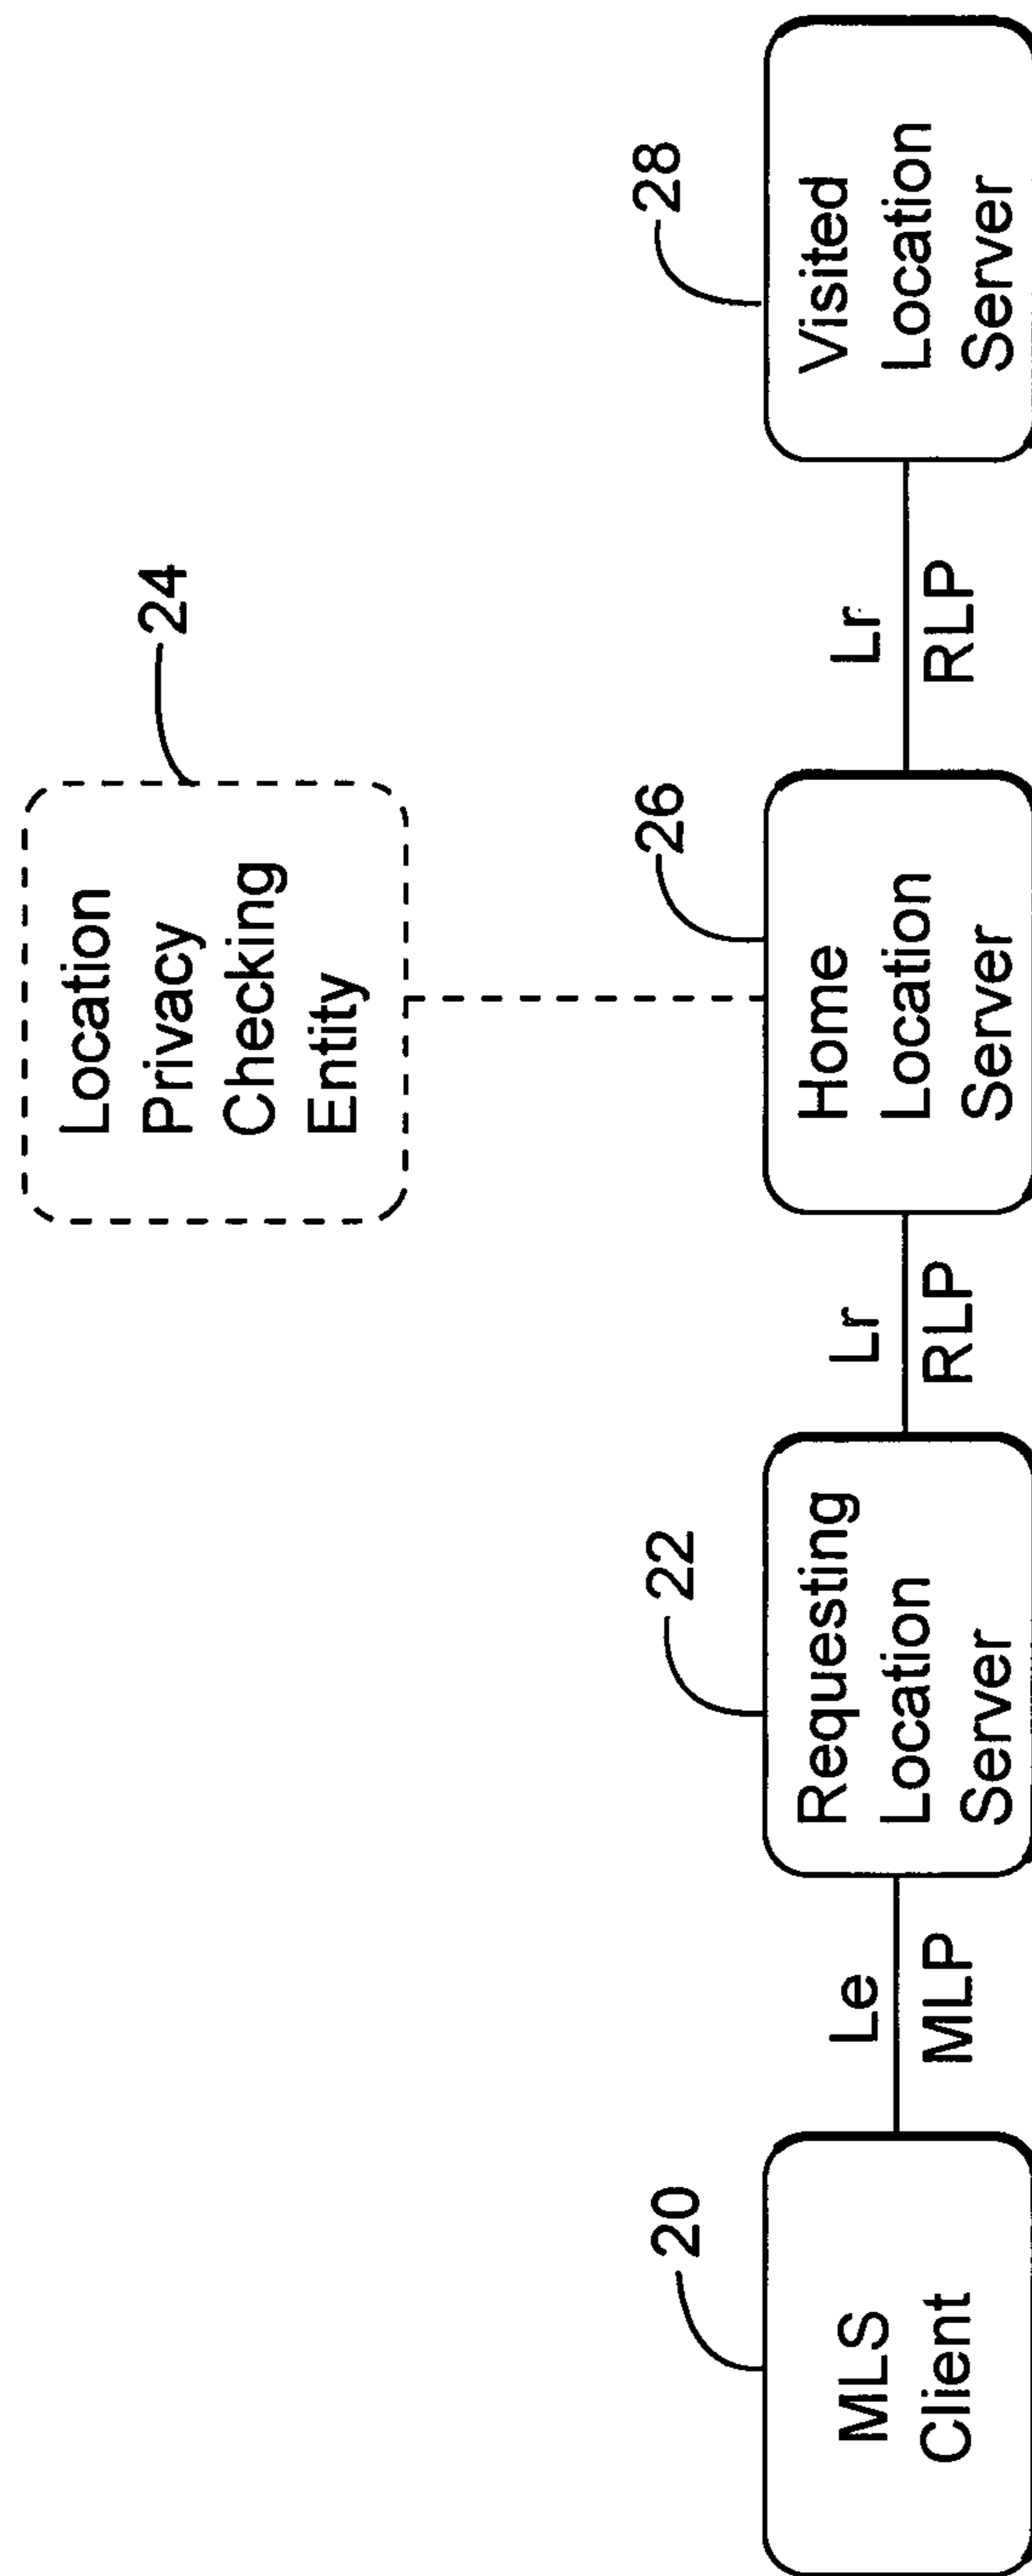 24
Location
Privacy
Checking
Entity
20
MLS
Client
Le
MLP
22
Requesting
Location
Server
Lr
RLP
26
Home
Location
Server
Lr
RLP
28
Visited
Location
Server